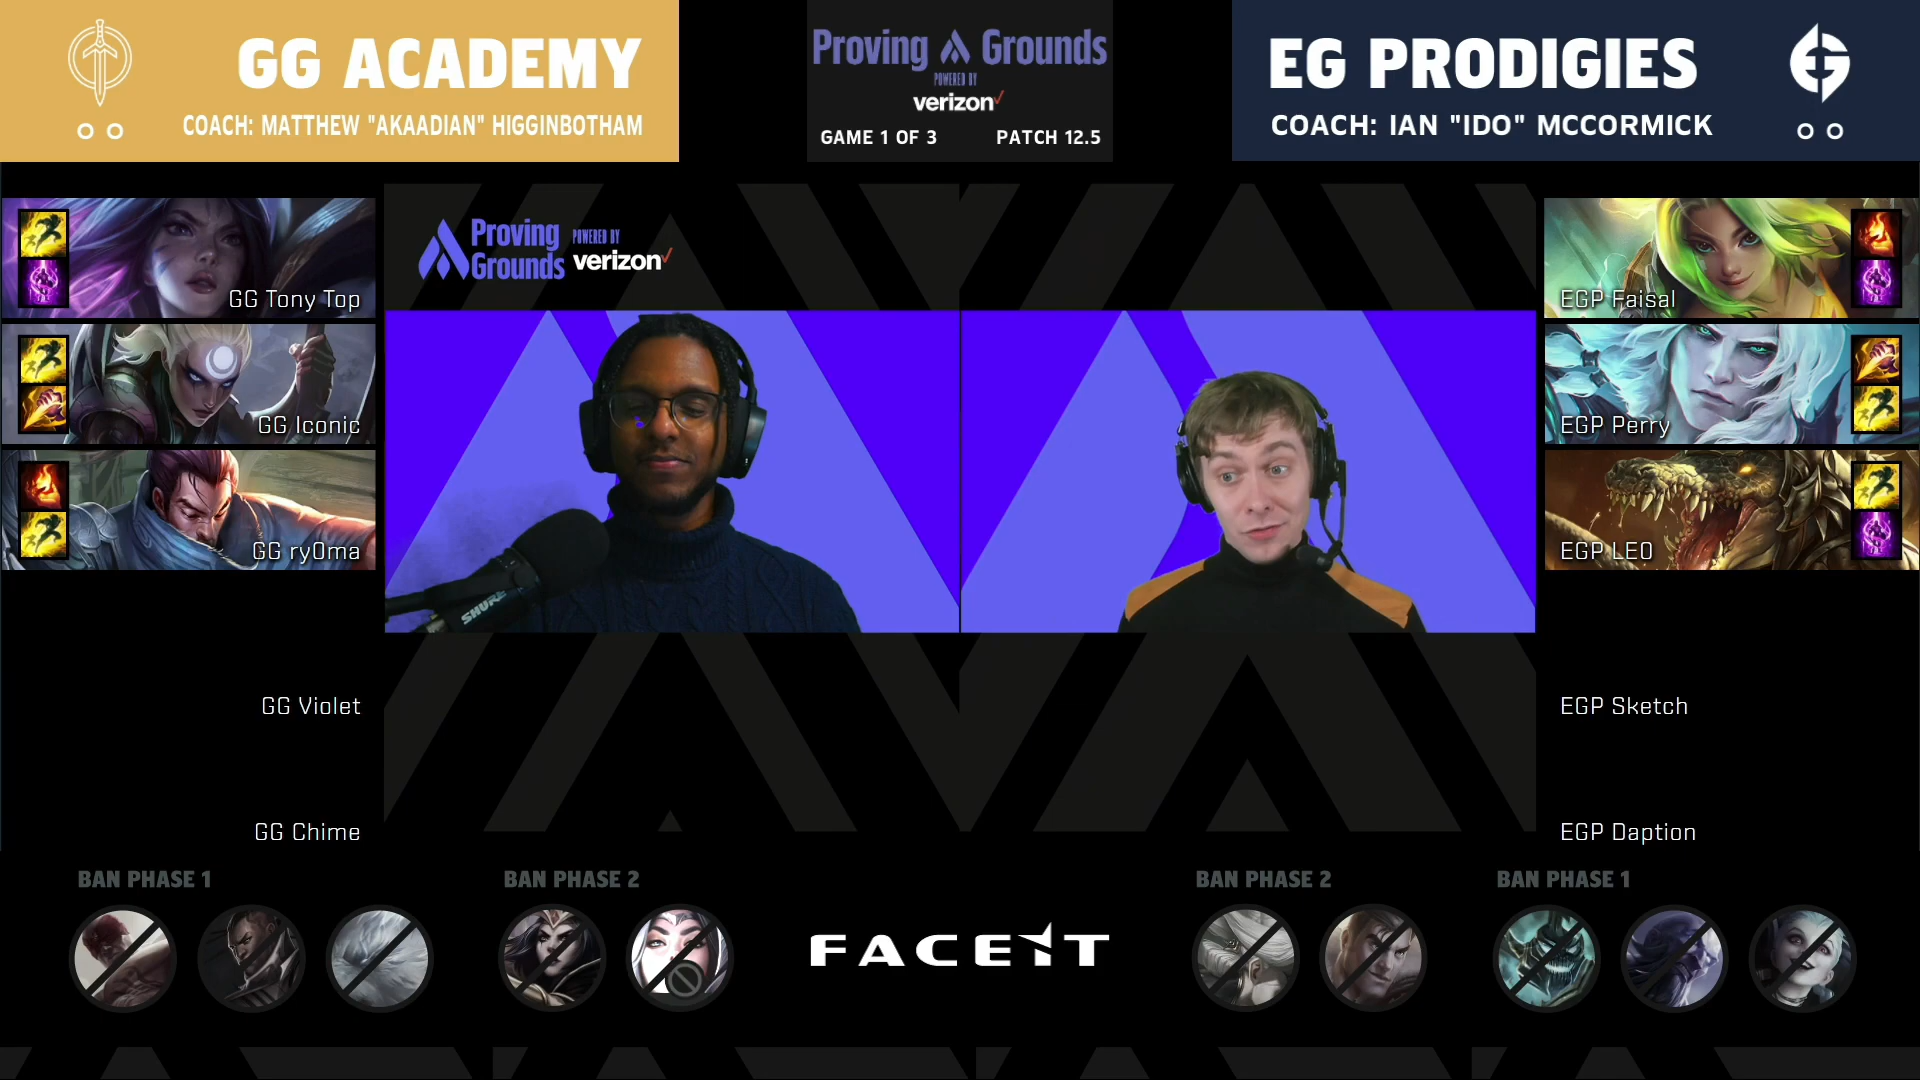 GG ACADEMY
COACH: MATTHEW "AKAADIAN" HIGGINBOTHAM
Proving Grounds
POWERED BY
verizon
GAME 1 OF 3 PATCH 12.5
EG PRODIGIES
COACH: IAN "IDO" MCCORMICK
Proving
Grounds
POWERED BY
verizon
GG Tony Top
GG Iconic
GG ry0ma
GG Violet
GG Chime
SHURE
EGP Faisal
EGP Perry
EGP LEO
EGP Sketch
EGP Daption
BAN PHASE 1
BAN PHASE 2
FACEIT
BAN PHASE 2
BAN PHASE 1